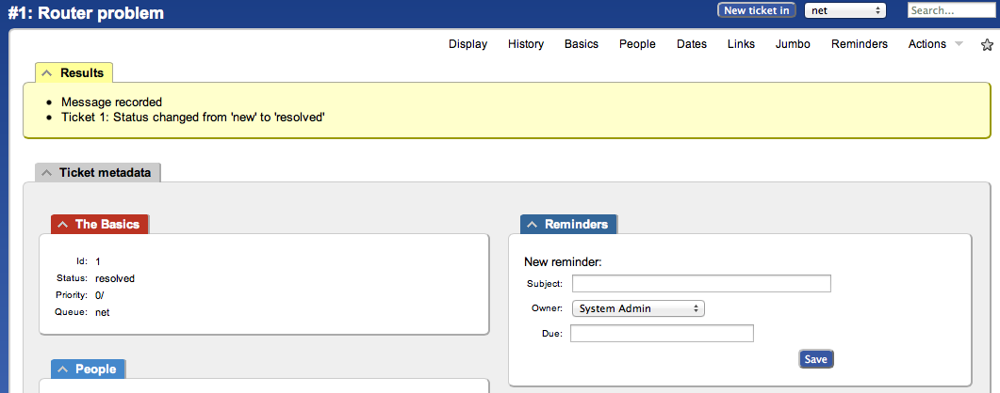 #1: Router problem New ticket in net Search...
Display History Basics People Dates Links Jumbo Reminders Actions
Results
Message recorded
Ticket 1: Status changed from 'new' to 'resolved'
Ticket metadata
The Basics
Id: 1
Status: resolved
Priority: 0/
Queue: net
People
Reminders
New reminder:
Subject:
Owner: System Admin
Due:
Save